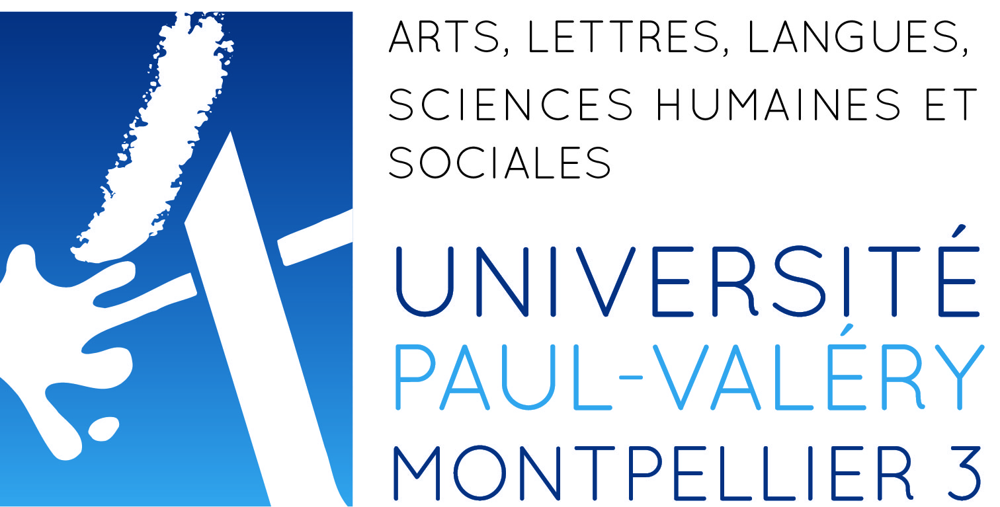 ARTS, LETTRES, LANGUES,
SCIENCES HUMAINES ET
SOCIALES
UNIVERSITÉ
PAUL-VALÉRY
MONTPELLIER 3